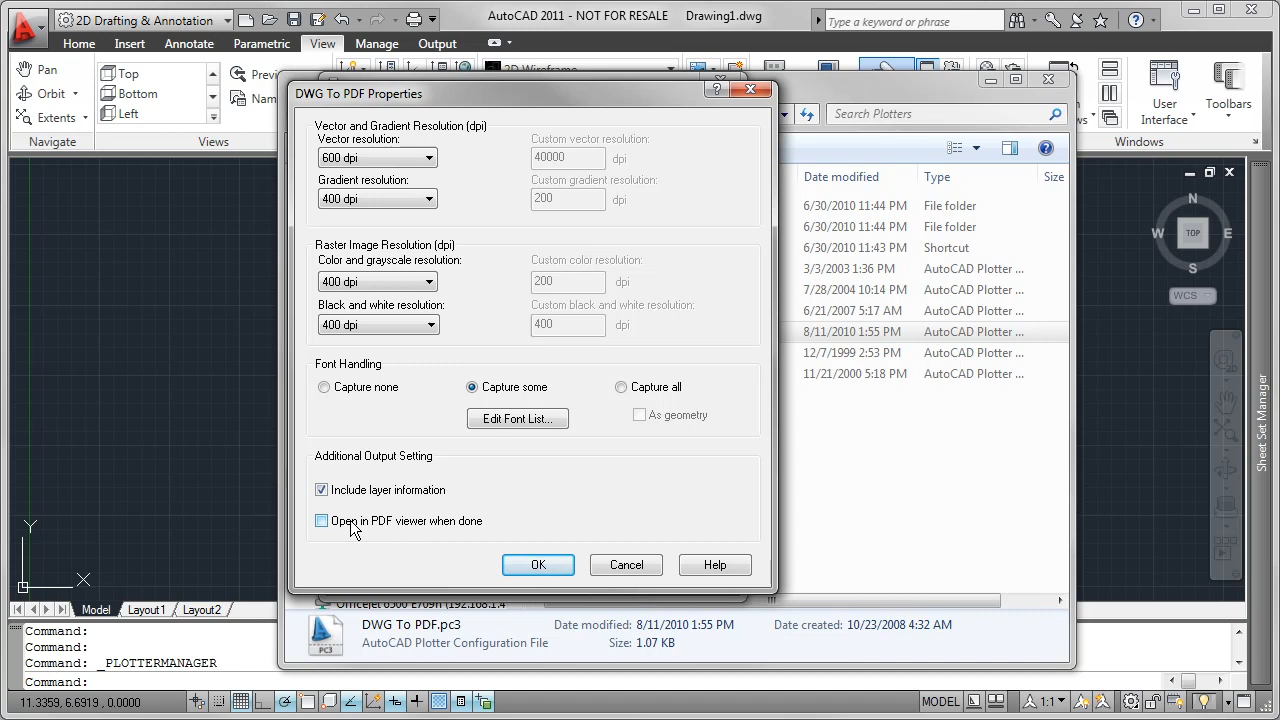 2D Drafting & Annotation
AutoCAD 2011 - NOT FOR RESALE Drawing1.dwg
Type a keyword or phrase
Home Insert Annotate Parametric View Manage Output
Pan
Orbit
Extents
Navigate
Top
Bottom
Left
Views
Previ
Nam
2D Wireframe
User
Interface
Toolbars
Windows
DWG To PDF Properties
Vector and Gradient Resolution (dpi)
Vector resolution:
600 dpi
Custom vector resolution:
40000 dpi
Gradient resolution:
400 dpi
Custom gradient resolution:
200 dpi
Raster Image Resolution (dpi)
Color and grayscale resolution:
400 dpi
Custom color resolution:
200 dpi
Black and white resolution:
400 dpi
Custom black and white resolution:
400 dpi
Font Handling
Capture none Capture some Capture all
Edit Font List... As geometry
Additional Output Setting
Include layer information
Open in PDF viewer when done
OK Cancel Help
Search Plotters
Date modified Type Size
6/30/2010 11:44 PM File folder
6/30/2010 11:44 PM File folder
6/30/2010 11:43 PM Shortcut
3/3/2003 1:36 PM AutoCAD Plotter ...
7/28/2004 10:14 PM AutoCAD Plotter ...
6/21/2007 5:17 AM AutoCAD Plotter ...
8/11/2010 1:55 PM AutoCAD Plotter ...
12/7/1999 2:53 PM AutoCAD Plotter ...
11/21/2000 5:18 PM AutoCAD Plotter ...
OfficeJet 6500 E709n (192.168.1.4
PC3
DWG To PDF.pc3 Date modified: 8/11/2010 1:55 PM Date created: 10/23/2008 4:32 AM
AutoCAD Plotter Configuration File Size: 1.07 KB
N
W TOP E
S
WCS
Sheet Set Manager
Y
X
Model Layout1 Layout2
Command:
Command:
Command: _PLOTTERMANAGER
Command:
11.3359, 6.6919, 0.0000
MODEL
1:1